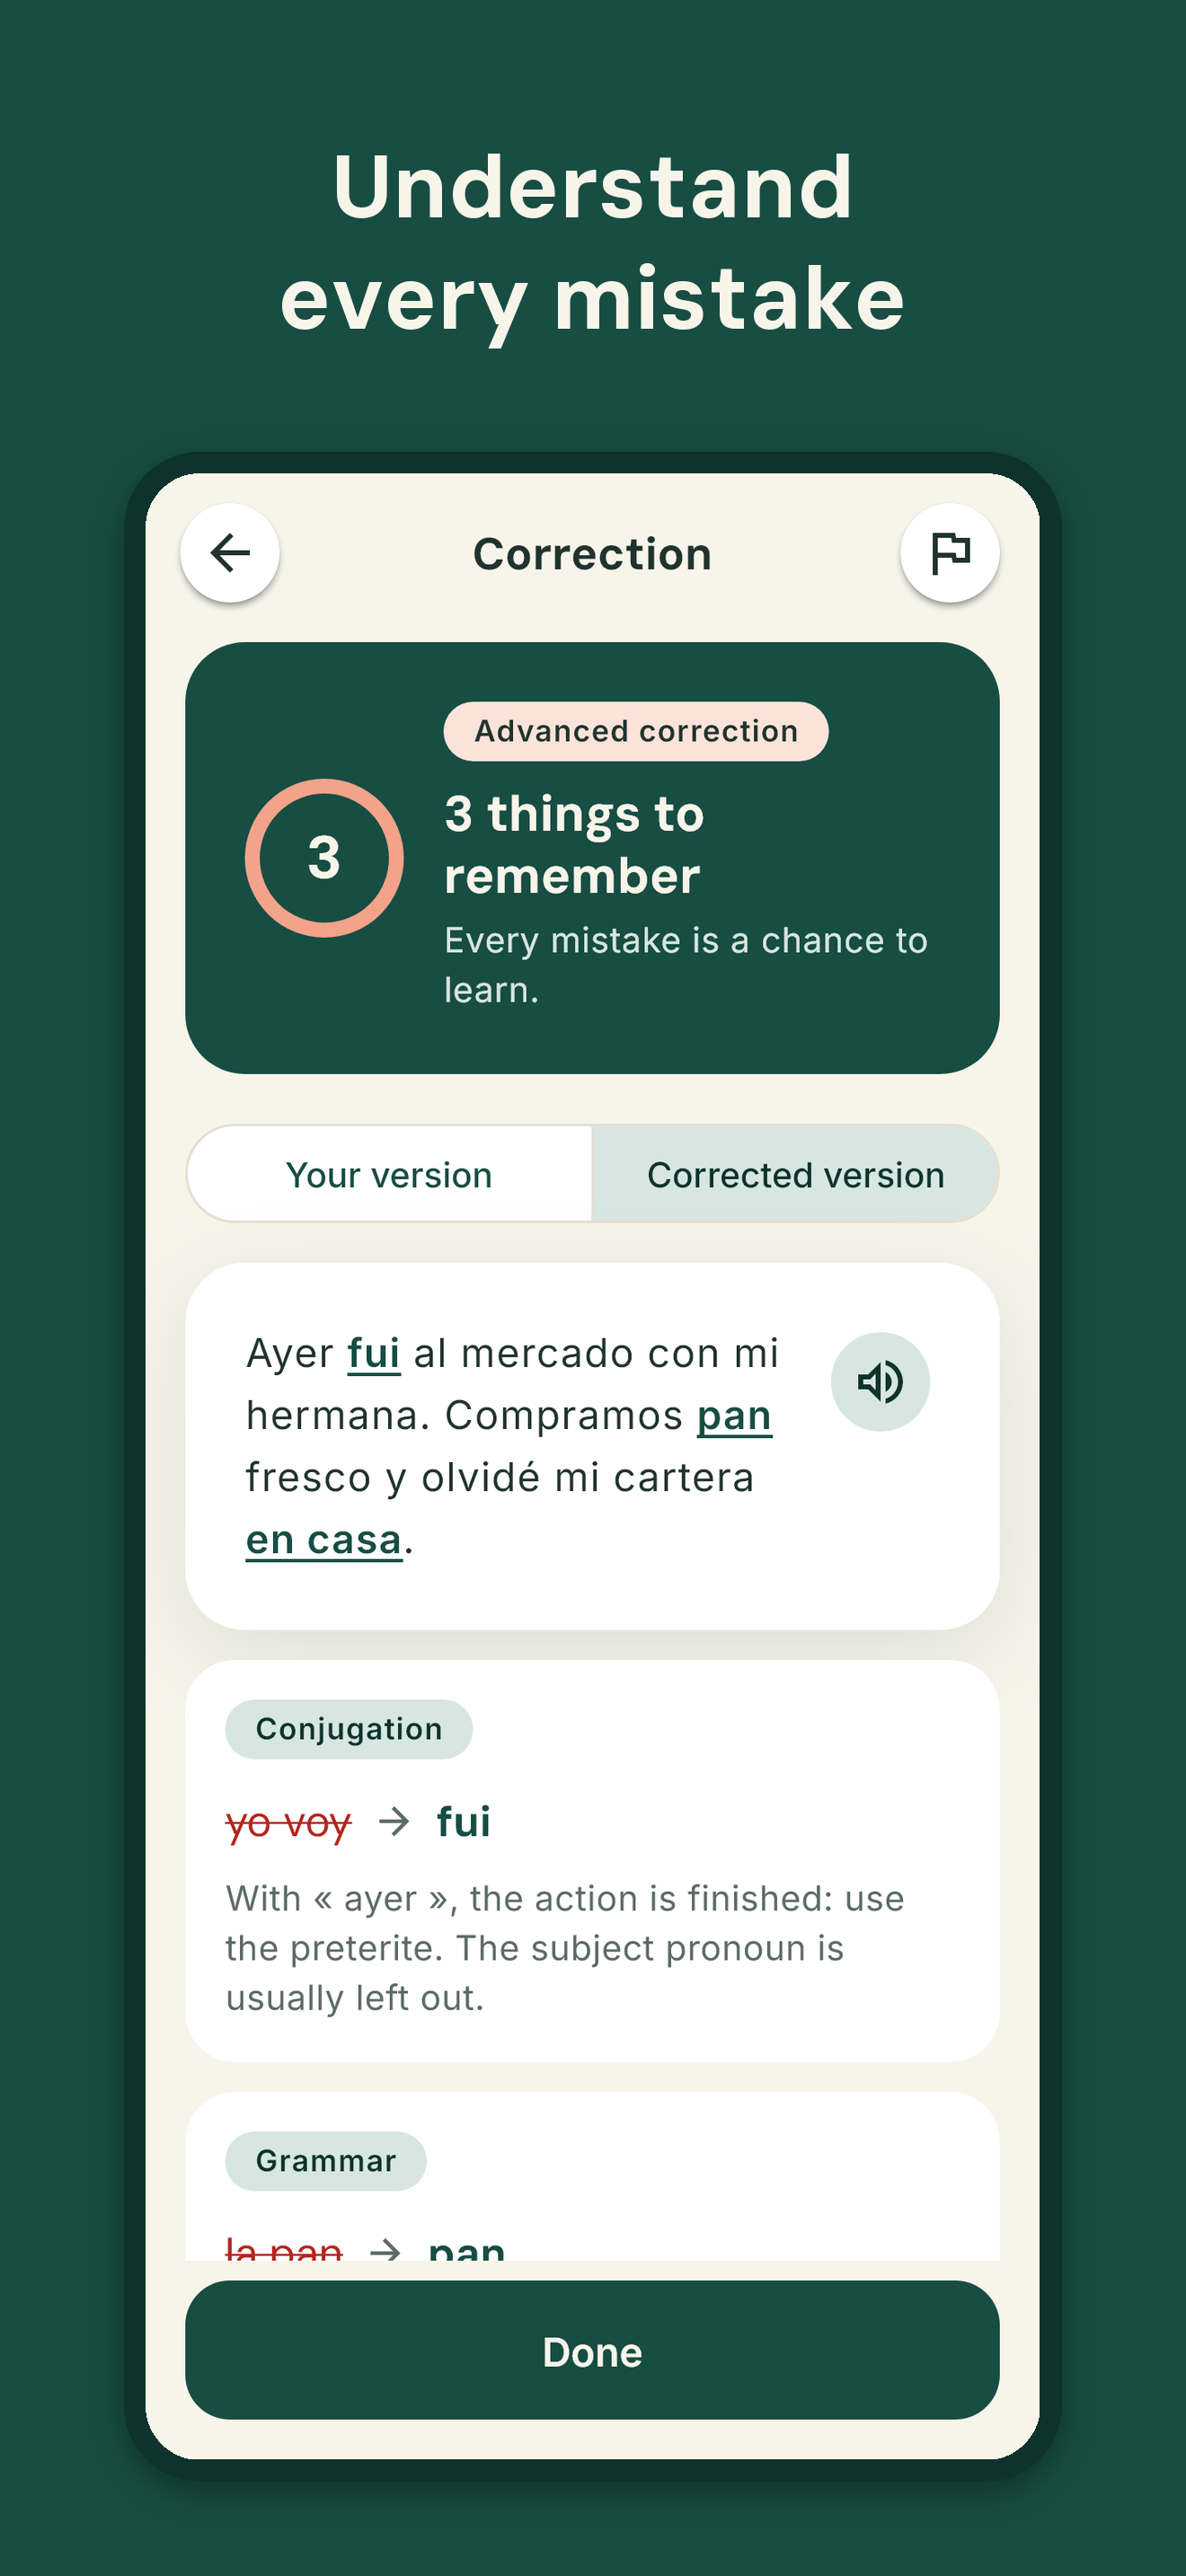 Understand
every mistake
Correction
Advanced correction
3
3 things to
remember
Every mistake is a chance to
learn.
Your version
Corrected version
Ayer fui al mercado con mi
hermana. Compramos pan
fresco y olvidé mi cartera
en casa.
Conjugation
yo voy → fui
With « ayer », the action is finished: use
the preterite. The subject pronoun is
usually left out.
Grammar
la pan → pan
Done